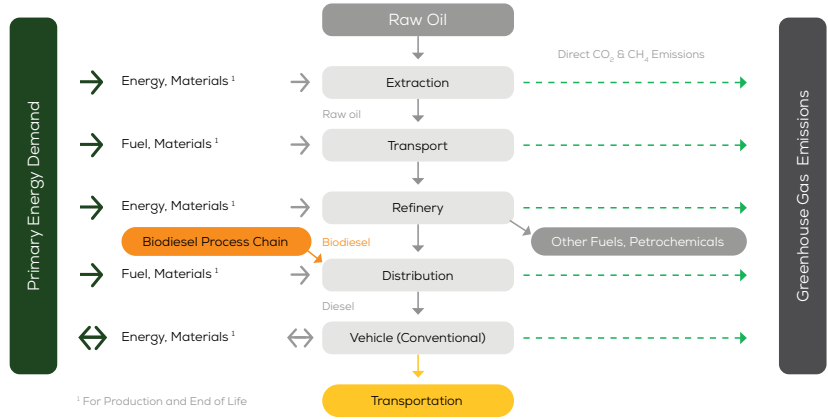 Raw Oil
Primary Energy Demand
Greenhouse Gas Emissions
Direct CO₂ & CH₄ Emissions
Energy, Materials ¹
Extraction
Raw oil
Fuel, Materials ¹
Transport
Energy, Materials ¹
Refinery
Biodiesel Process Chain
Biodiesel
Other Fuels, Petrochemicals
Fuel, Materials ¹
Distribution
Diesel
Energy, Materials ¹
Vehicle (Conventional)
¹ For Production and End of Life
Transportation